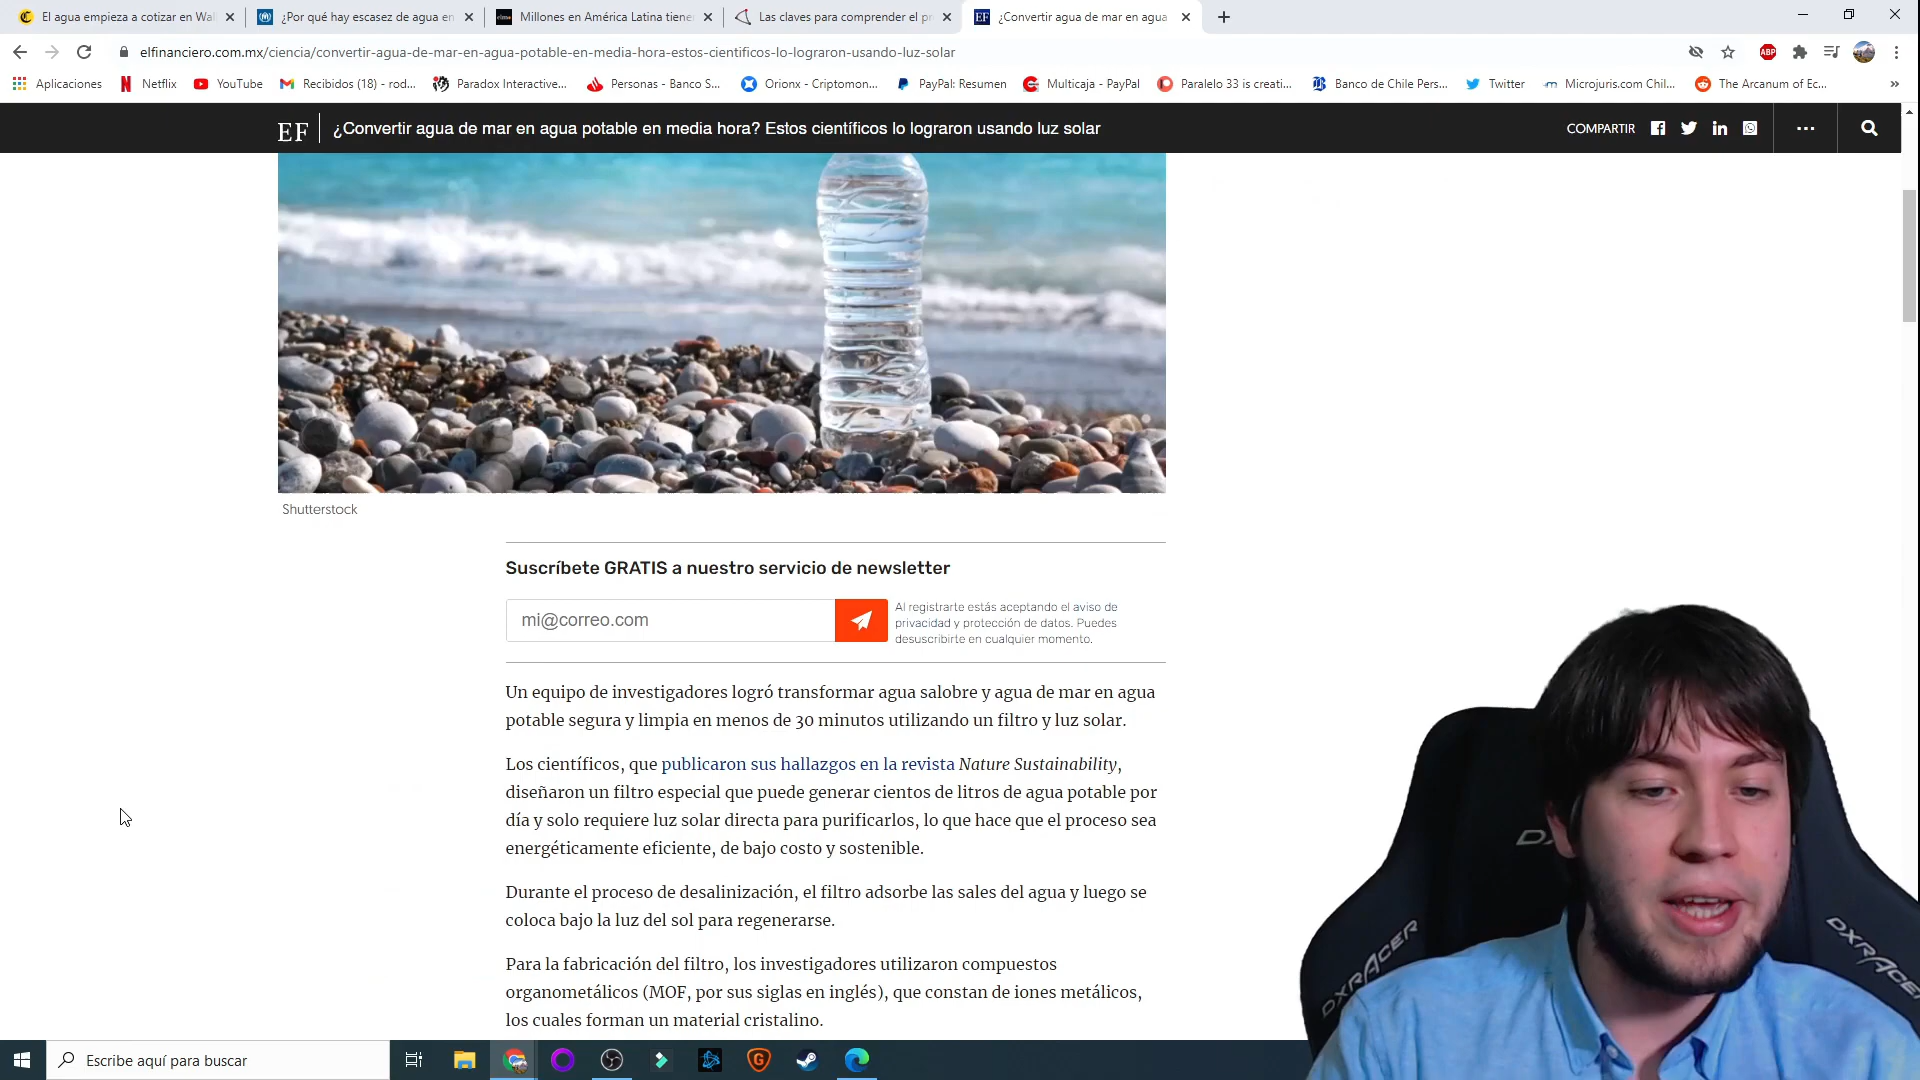 El agua empieza a cotizar en Wal
¿Por qué hay escasez de agua en
Millones en América Latina tiene
Las claves para comprender el pr
¿Convertir agua de mar en agua
elfinanciero.com.mx/ciencia/convertir-agua-de-mar-en-agua-potable-en-media-hora-estos-cientificos-lo-lograron-usando-luz-solar
ABP
Aplicaciones
Netflix
YouTube
Recibidos (18) - rod...
Paradox Interactive...
Personas - Banco S...
Orionx - Criptomon...
PayPal: Resumen
Multicaja - PayPal
Paralelo 33 is creati...
Banco de Chile Pers...
Twitter
Microjuris.com Chil...
The Arcanum of Ec...
EF
¿Convertir agua de mar en agua potable en media hora? Estos científicos lo lograron usando luz solar
COMPARTIR
Shutterstock
Suscríbete GRATIS a nuestro servicio de newsletter
mi@correo.com
Al registrarte estás aceptando el aviso de
privacidad y protección de datos. Puedes
desuscribirte en cualquier momento.
Un equipo de investigadores logró transformar agua salobre y agua de mar en agua
potable segura y limpia en menos de 30 minutos utilizando un filtro y luz solar.
Los científicos, que publicaron sus hallazgos en la revista Nature Sustainability,
diseñaron un filtro especial que puede generar cientos de litros de agua potable por
día y solo requiere luz solar directa para purificarlos, lo que hace que el proceso sea
energéticamente eficiente, de bajo costo y sostenible.
Durante el proceso de desalinización, el filtro adsorbe las sales del agua y luego se
coloca bajo la luz del sol para regenerarse.
Para la fabricación del filtro, los investigadores utilizaron compuestos
organometálicos (MOF, por sus siglas en inglés), que constan de iones metálicos,
los cuales forman un material cristalino.
DXRACER
DXRACER
Escribe aquí para buscar